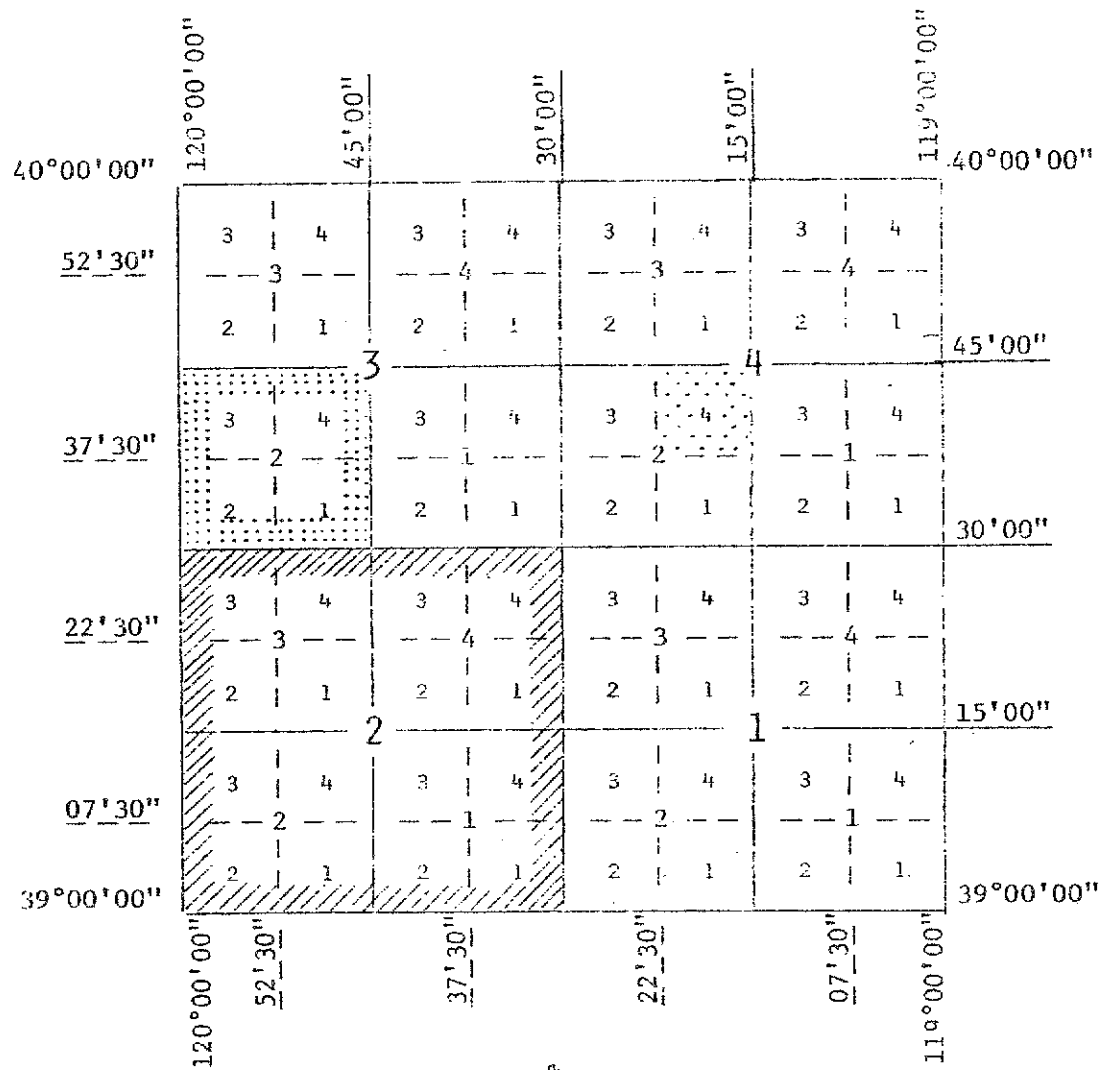 120°00'00" 45'00" 30'00" 15'00" 119°00'00"
40°00'00" 40°00'00"
3 4 3 4 3 4 3 4
52'30" 3 4 3 4
2 1 2 1 2 1 2 1
45'00"
3 4
3 4 3 4 3 4 3 4
37'30" 2 1 2 1
2 1 2 1 2 1 2 1
30'00"
3 4 3 4 3 4 3 4
22'30" 3 4 3 4
2 1 2 1 2 1 2 1
15'00"
2 1
3 4 3 4 3 4 3 4
07'30" 2 1 2 1
2 1 2 1 2 1 2 1
39°00'00" 39°00'00"
120°00'00" 52'30" 37'30" 22'30" 07'30" 119°00'00"